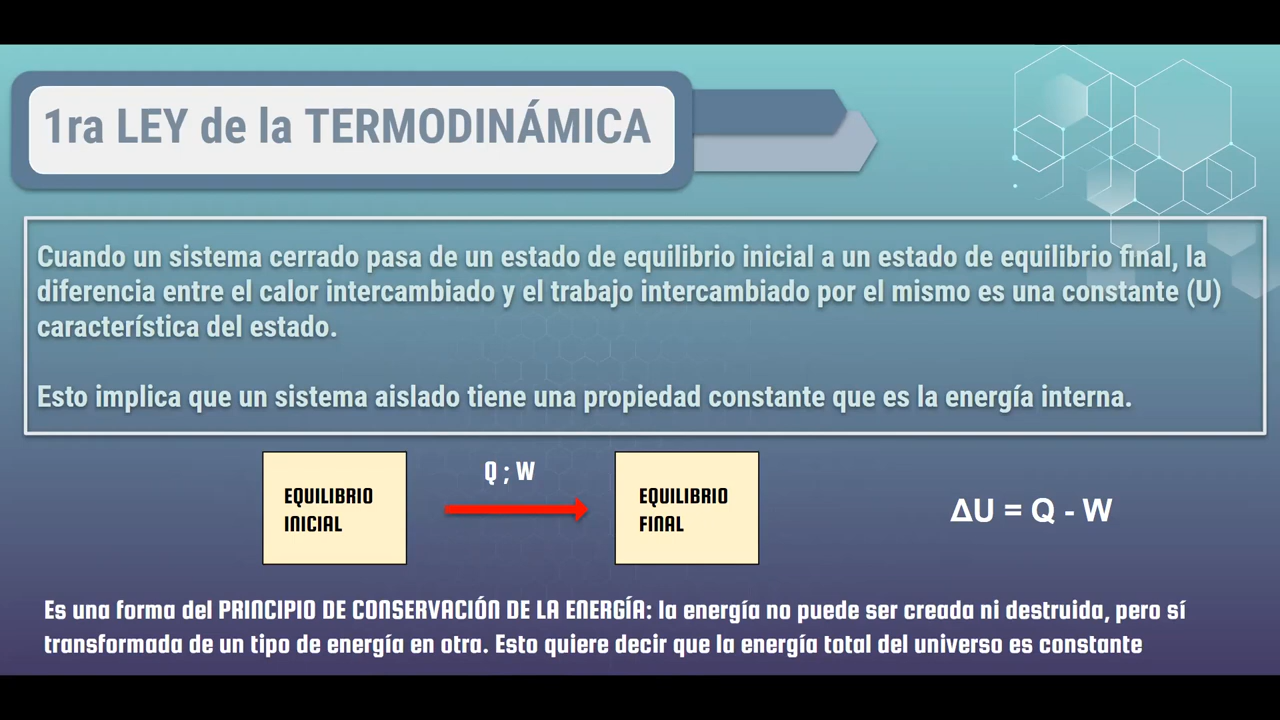 1ra LEY de la TERMODINÁMICA
Cuando un sistema cerrado pasa de un estado de equilibrio inicial a un estado de equilibrio final, la
diferencia entre el calor intercambiado y el trabajo intercambiado por el mismo es una constante (U)
característica del estado.
Esto implica que un sistema aislado tiene una propiedad constante que es la energía interna.
EQUILIBRIO
INICIAL
Q ; W
EQUILIBRIO
FINAL
ΔU = Q - W
Es una forma del PRINCIPIO DE CONSERVACIÓN DE LA ENERGÍA: la energía no puede ser creada ni destruida, pero sí
transformada de un tipo de energía en otra. Esto quiere decir que la energía total del universo es constante